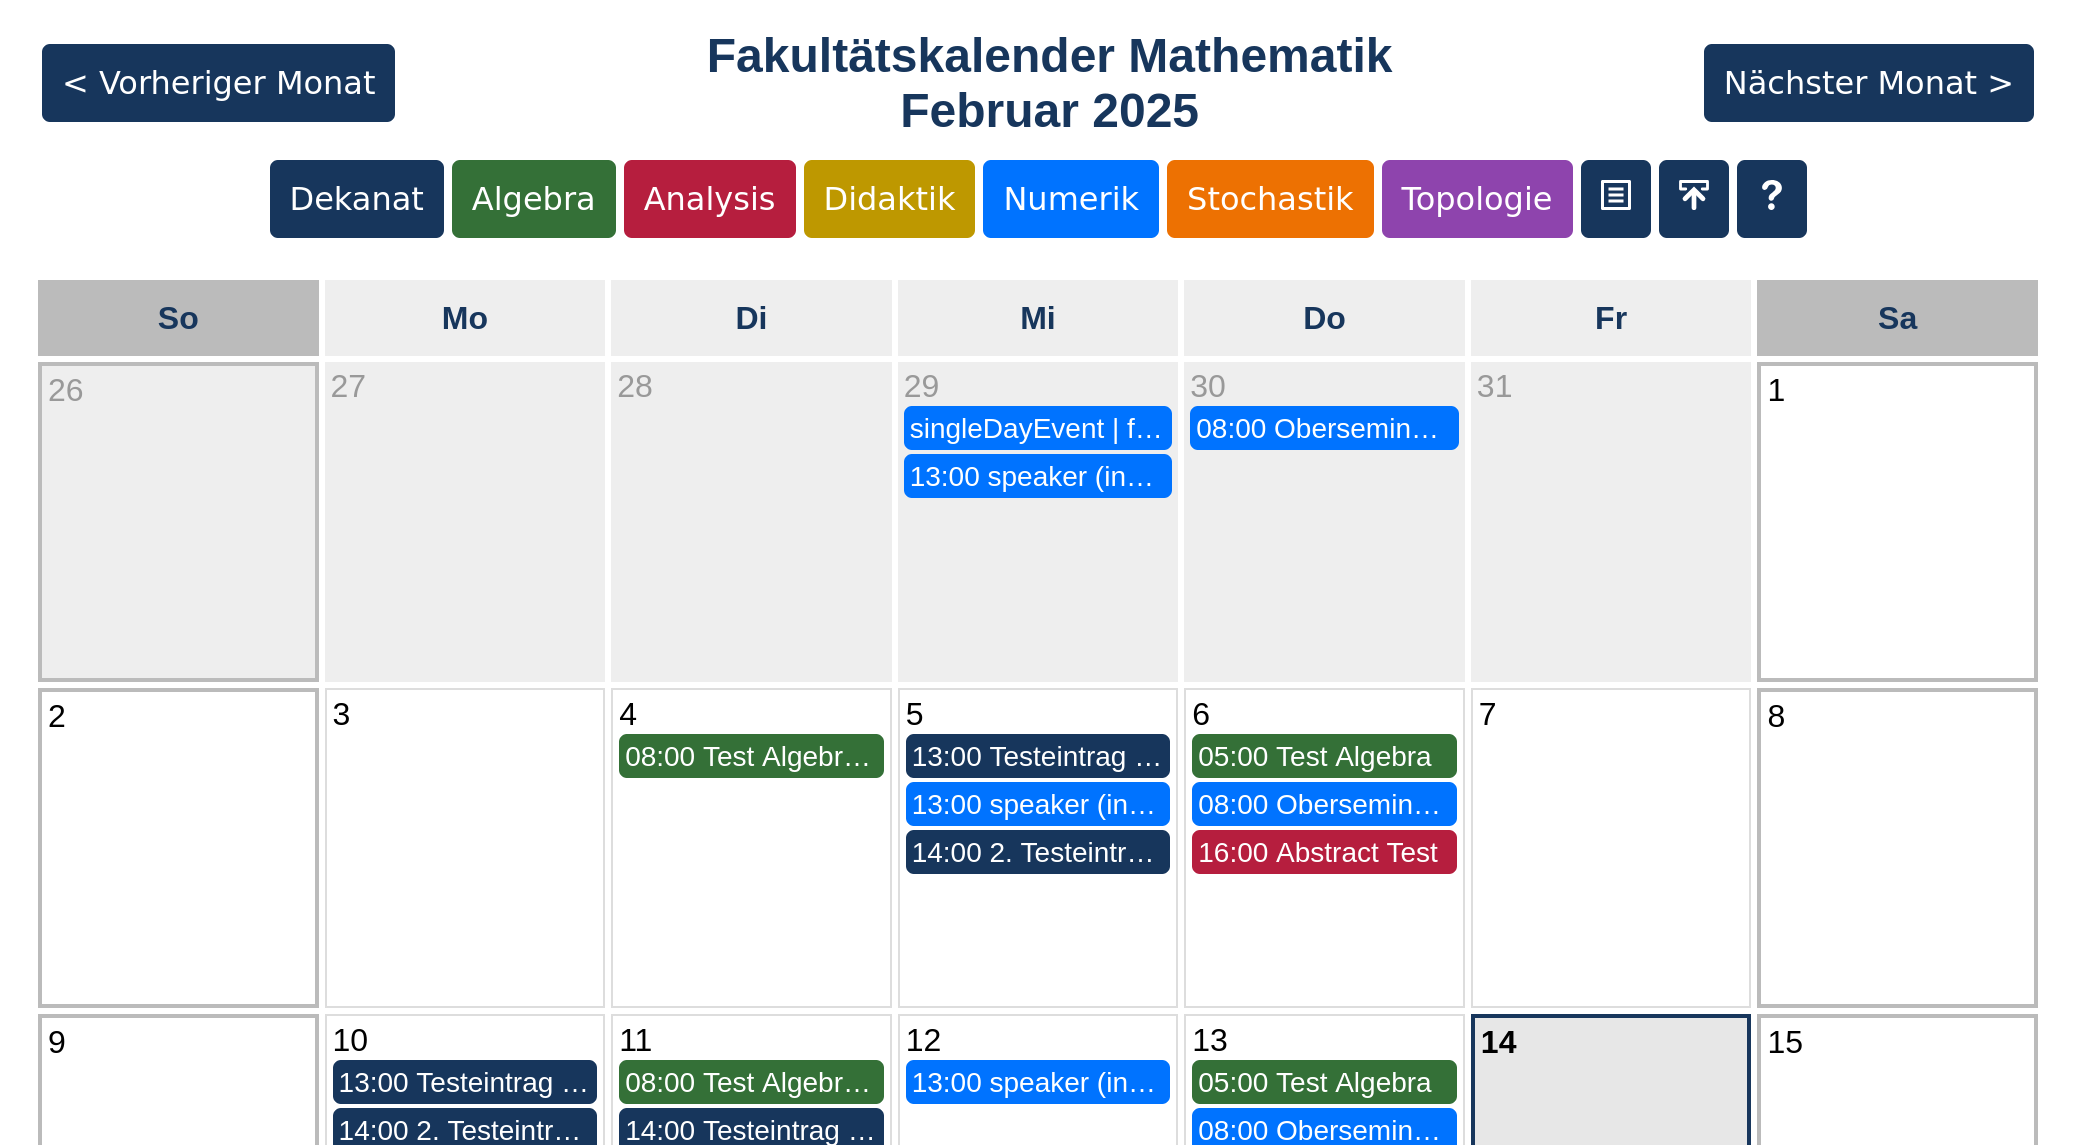 < Vorheriger Monat
Fakultätskalender Mathematik
Februar 2025
Nächster Monat >
Dekanat
Algebra
Analysis
Didaktik
Numerik
Stochastik
Topologie
?
So
Mo
Di
Mi
Do
Fr
Sa
26
27
28
29
singleDayEvent | f…
13:00 speaker (in…
30
08:00 Obersemin…
31
1
2
3
4
08:00 Test Algebr…
5
13:00 Testeintrag …
13:00 speaker (in…
14:00 2. Testeintr…
6
05:00 Test Algebra
08:00 Obersemin…
16:00 Abstract Test
7
8
9
10
13:00 Testeintrag …
14:00 2. Testeintr…
11
08:00 Test Algebr…
14:00 Testeintrag …
12
13:00 speaker (in…
13
05:00 Test Algebra
08:00 Obersemin…
14
15